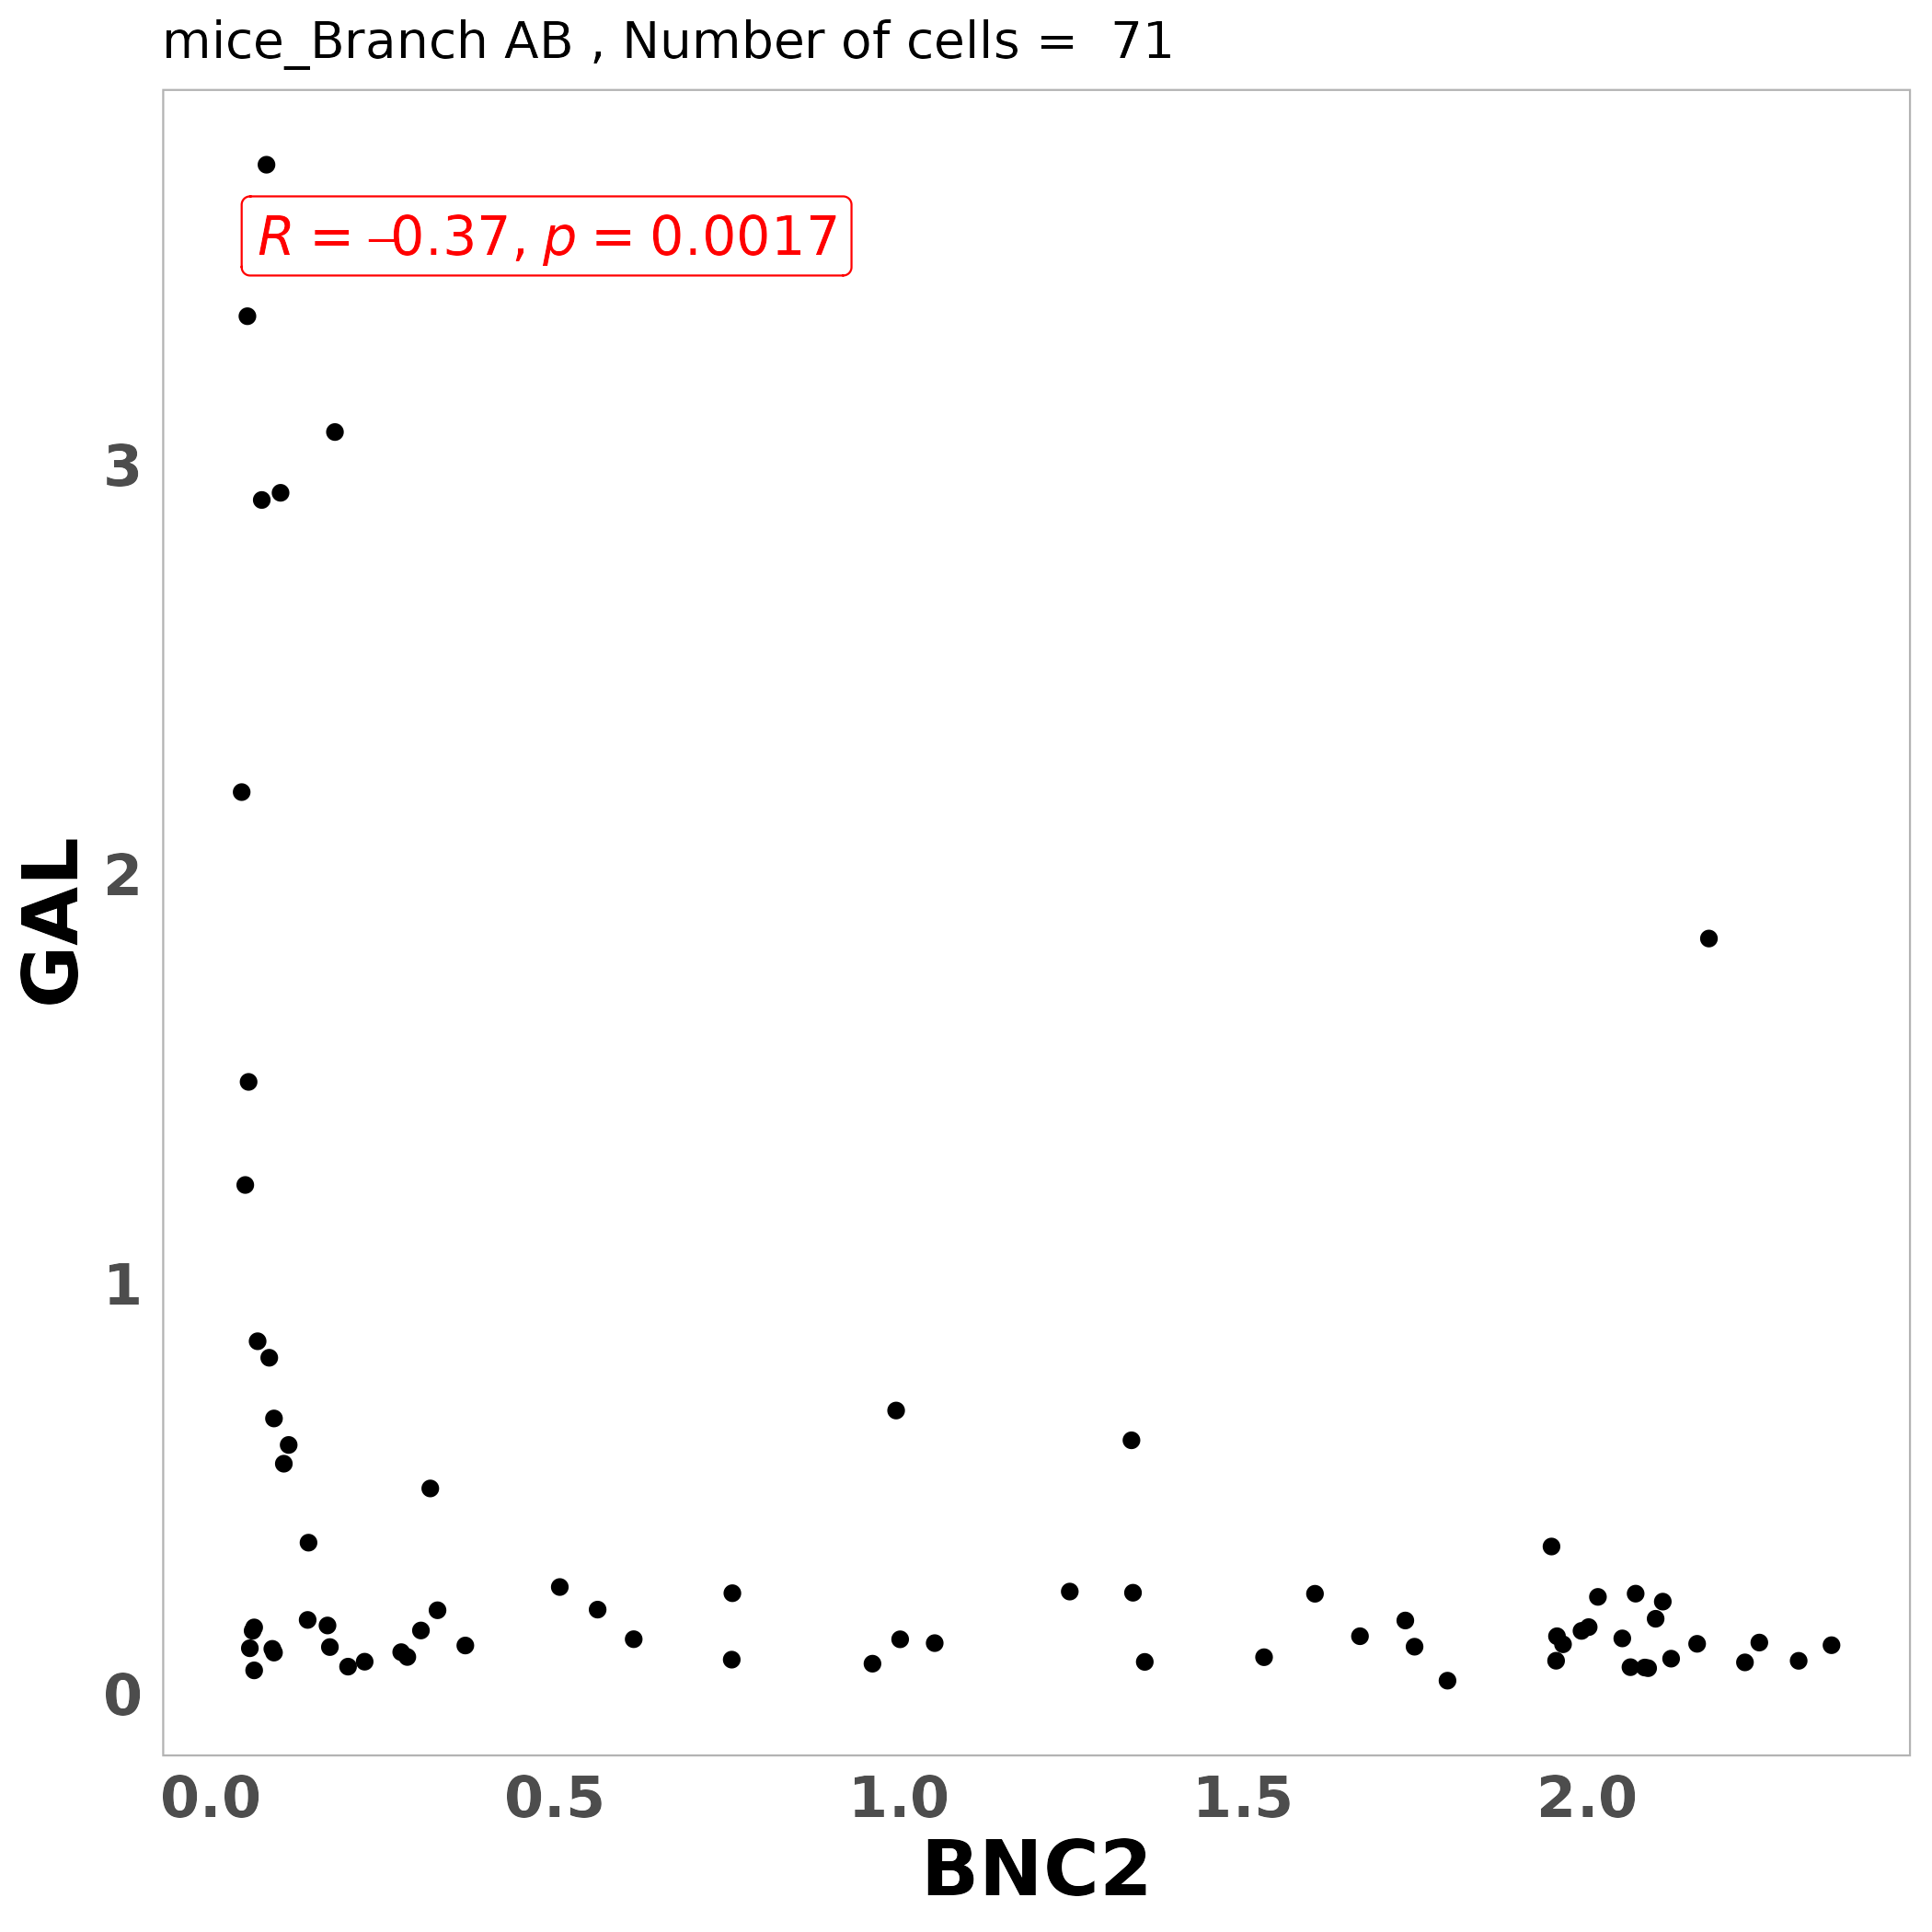 mice_Branch AB , Number of cells =  71
R = –0.37, p = 0.0017
3
2
1
0
GAL
0.0 0.5 1.0 1.5 2.0
BNC2